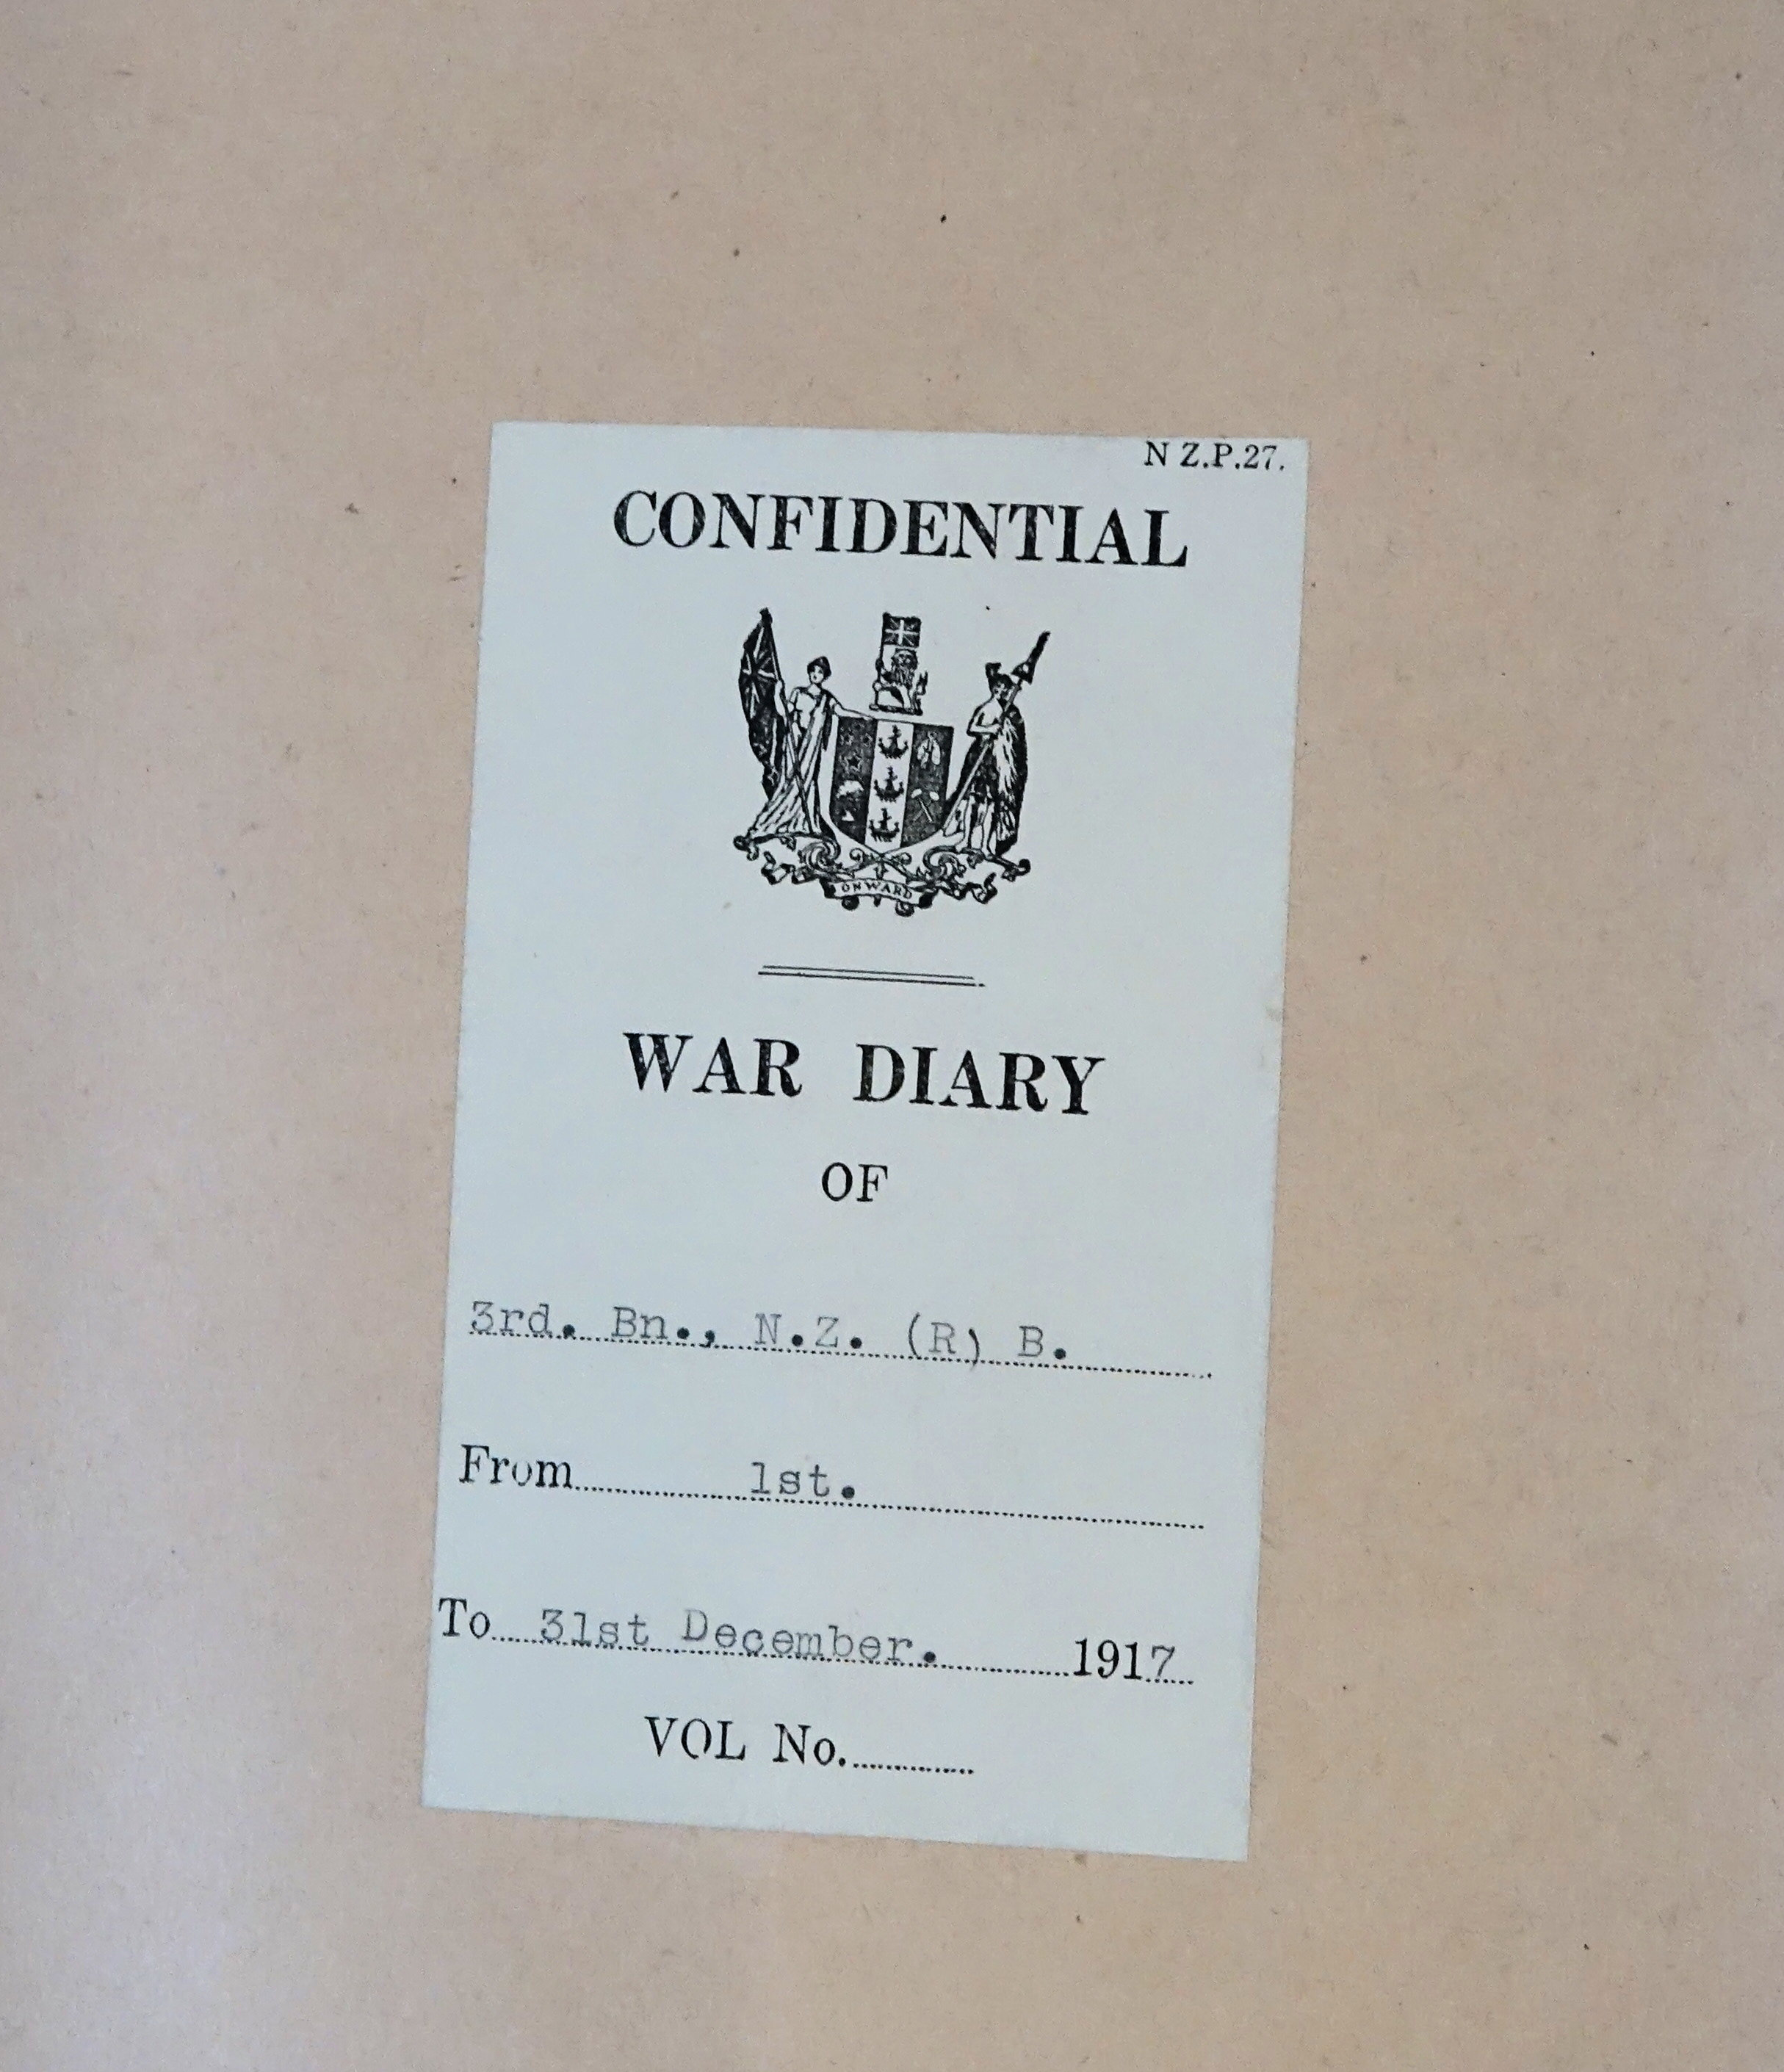 N Z.P.27.
CONFIDENTIAL
ONWARD
WAR DIARY
OF
3rd. Bn., N.Z. (R) B.
From 1st.
To 31st December. 1917
VOL No.